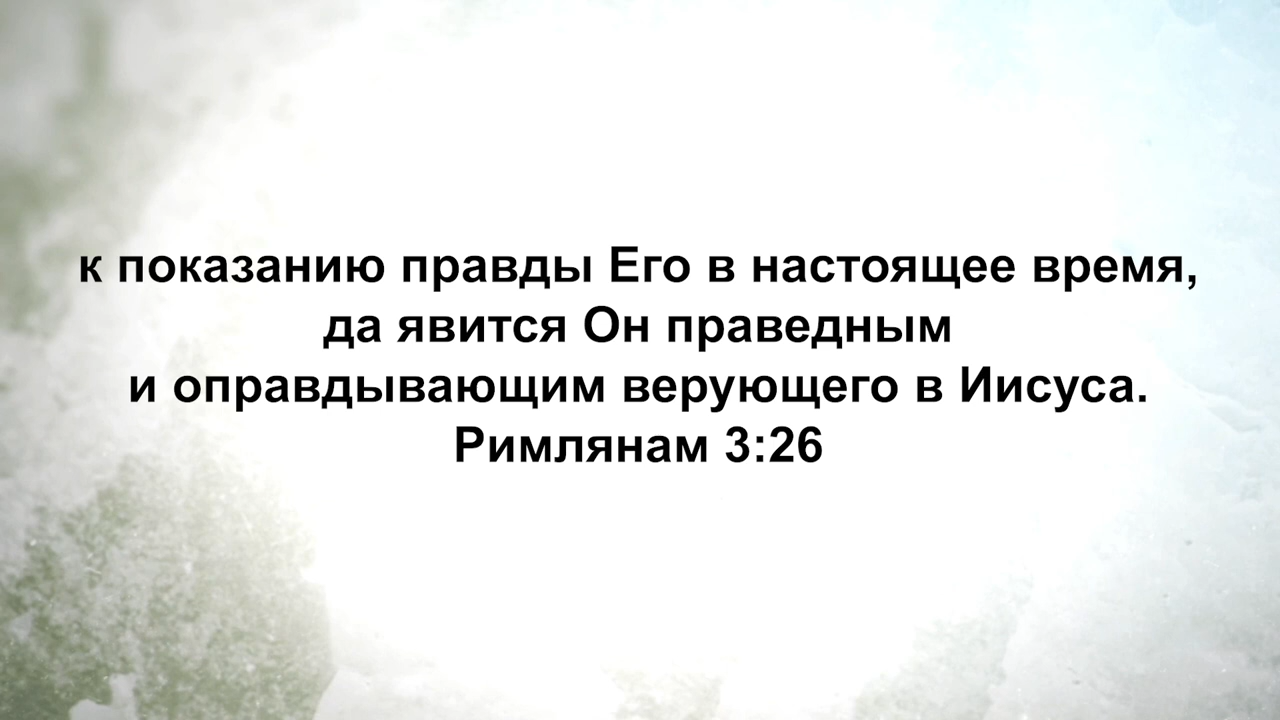 к показанию правды Его в настоящее время,
да явится Он праведным
и оправдывающим верующего в Иисуса.
Римлянам 3:26